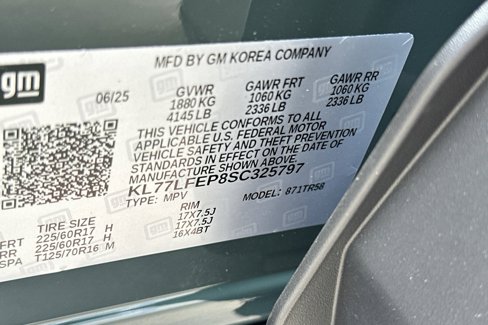 MFD BY GM KOREA COMPANY
gm
06/25 GVWR GAWR FRT GAWR RR
1880 KG 1060 KG 1060 KG
4145 LB 2336 LB 2336 LB
THIS VEHICLE CONFORMS TO ALL
APPLICABLE U.S. FEDERAL MOTOR
VEHICLE SAFETY AND THEFT PREVENTION
STANDARDS IN EFFECT ON THE DATE OF
MANUFACTURE SHOWN ABOVE.
KL77LFEP8SC325797
TYPE: MPV MODEL: 871TR58
TIRE SIZE RIM
FRT 225/60R17 H 17X7.5J
RR 225/60R17 H 17X7.5J
SPA T125/70R16 M 16X4BT